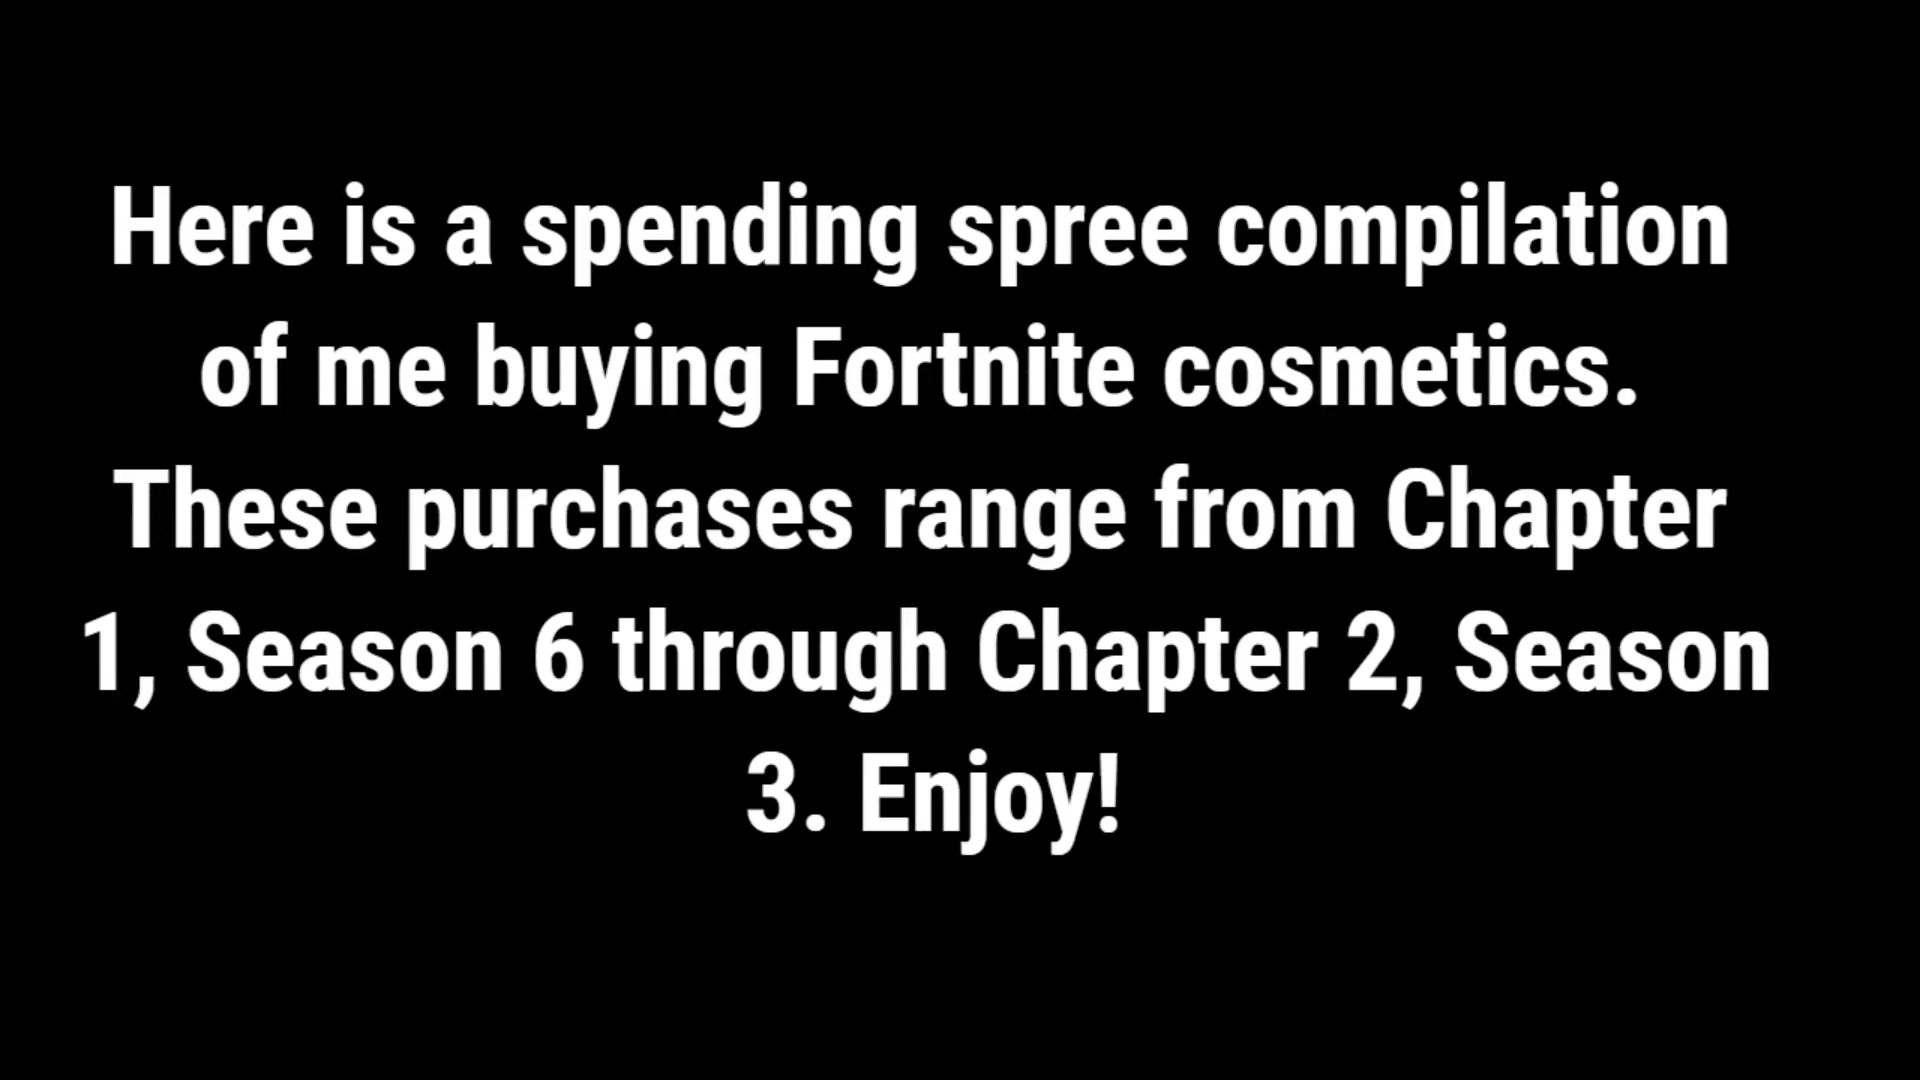 Here is a spending spree compilation
of me buying Fortnite cosmetics.
These purchases range from Chapter
1, Season 6 through Chapter 2, Season
3. Enjoy!